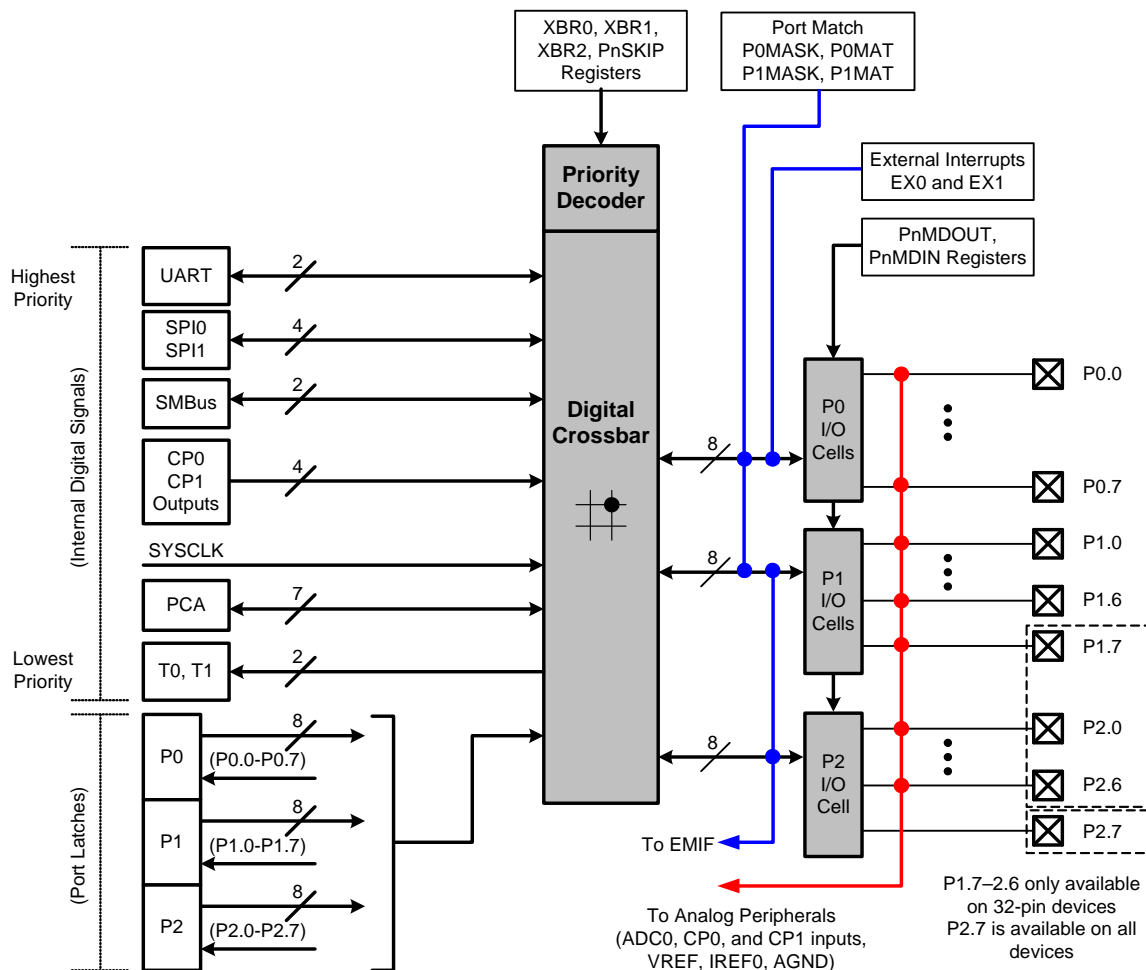 XBR0, XBR1,
XBR2, PnSKIP
Registers
Port Match
P0MASK, P0MAT
P1MASK, P1MAT
External Interrupts
EX0 and EX1
Priority
Decoder
PnMDOUT,
PnMDIN Registers
Highest
Priority
(Internal Digital Signals)
UART
2
SPI0
SPI1
4
SMBus
2
CP0
CP1
Outputs
4
SYSCLK
PCA
7
Lowest
Priority
T0, T1
2
Digital
Crossbar
8
8
8
P0
I/O
Cells
P1
I/O
Cells
P2
I/O
Cell
P0.0
P0.7
P1.0
P1.6
P1.7
P2.0
P2.6
P2.7
(Port Latches)
P0
8
(P0.0-P0.7)
P1
8
(P1.0-P1.7)
P2
8
(P2.0-P2.7)
To EMIF
To Analog Peripherals
(ADC0, CP0, and CP1 inputs,
VREF, IREF0, AGND)
P1.7–2.6 only available
on 32-pin devices
P2.7 is available on all
devices